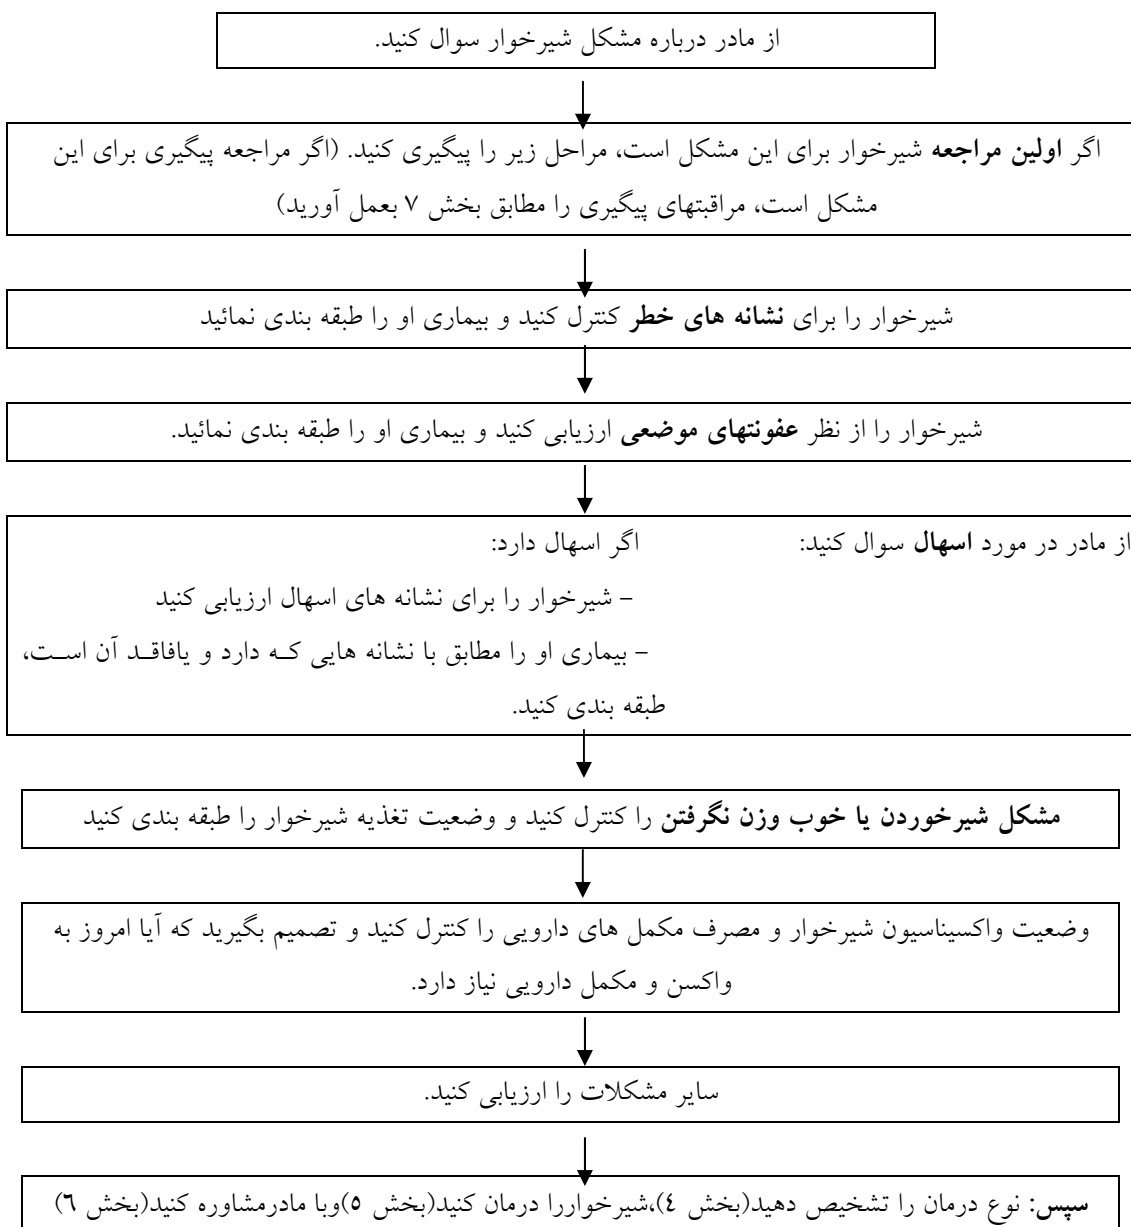 از مادر درباره مشکل شیرخوار سوال کنید.
اگر اولین مراجعه شیرخوار برای این مشکل است، مراحل زیر را پیگیری کنید. (اگر مراجعه پیگیری برای این
مشکل است، مراقبتهای پیگیری را مطابق بخش ۷ بعمل آورید)
شیرخوار را برای نشانه های خطر کنترل کنید و بیماری او را طبقه بندی نمائید
شیرخوار را از نظر عفونتهای موضعی ارزیابی کنید و بیماری او را طبقه بندی نمائید.
از مادر در مورد اسهال سوال کنید: اگر اسهال دارد:
– شیرخوار را برای نشانه های اسهال ارزیابی کنید
– بیماری او را مطابق با نشانه هایی که دارد و یافاقد آن است،
طبقه بندی کنید.
مشکل شیرخوردن یا خوب وزن نگرفتن را کنترل کنید و وضعیت تغذیه شیرخوار را طبقه بندی کنید
وضعیت واکسیناسیون شیرخوار و مصرف مکمل های دارویی را کنترل کنید و تصمیم بگیرید که آیا امروز به
واکسن و مکمل دارویی نیاز دارد.
سایر مشکلات را ارزیابی کنید.
سپس: نوع درمان را تشخیص دهید(بخش ٤)،شیرخواررا درمان کنید(بخش ٥)وبا مادرمشاوره کنید(بخش ٦)